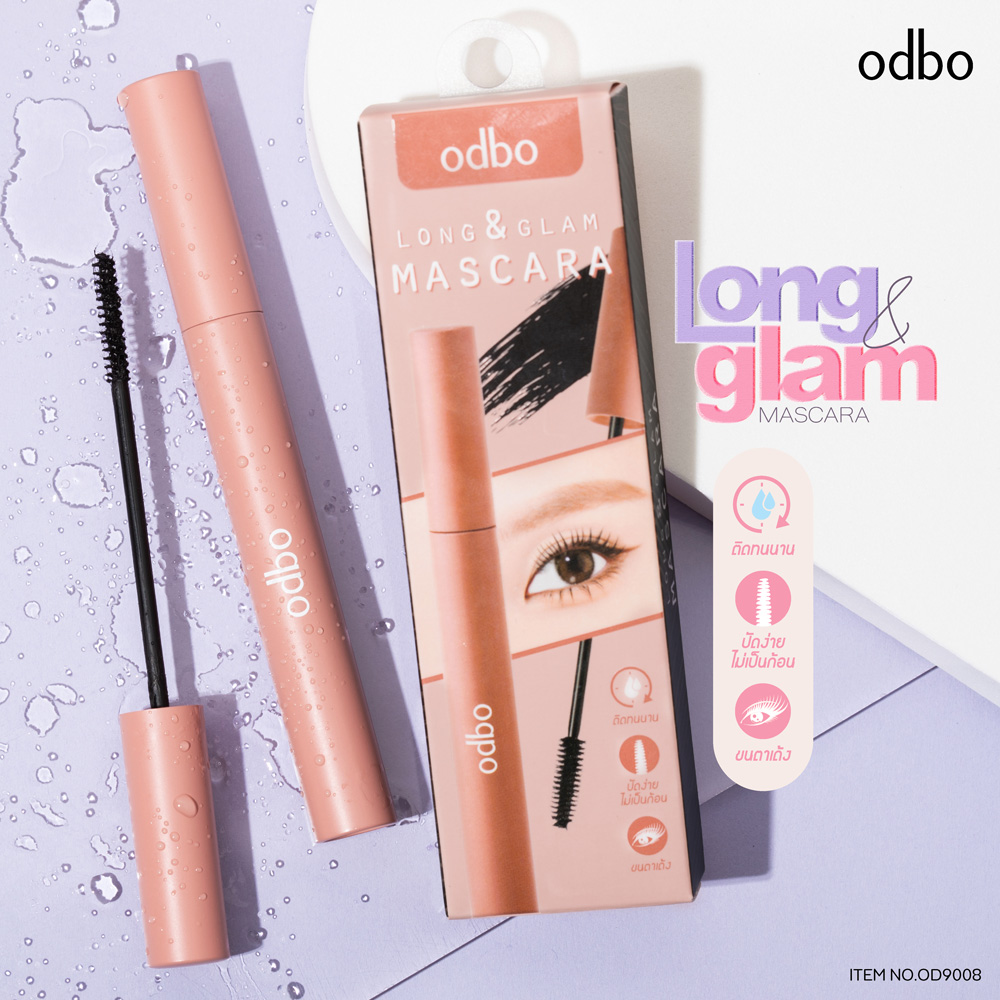 odbo
odbo
LONG & GLAM
MASCARA
odbo
odbo
ติดทนนาน
ปัดง่าย
ไม่เป็นก้อน
ขนตาเด้ง
Long
&
glam
MASCARA
ติดทนนาน
ปัดง่าย
ไม่เป็นก้อน
ขนตาเด้ง
ITEM NO.OD9008